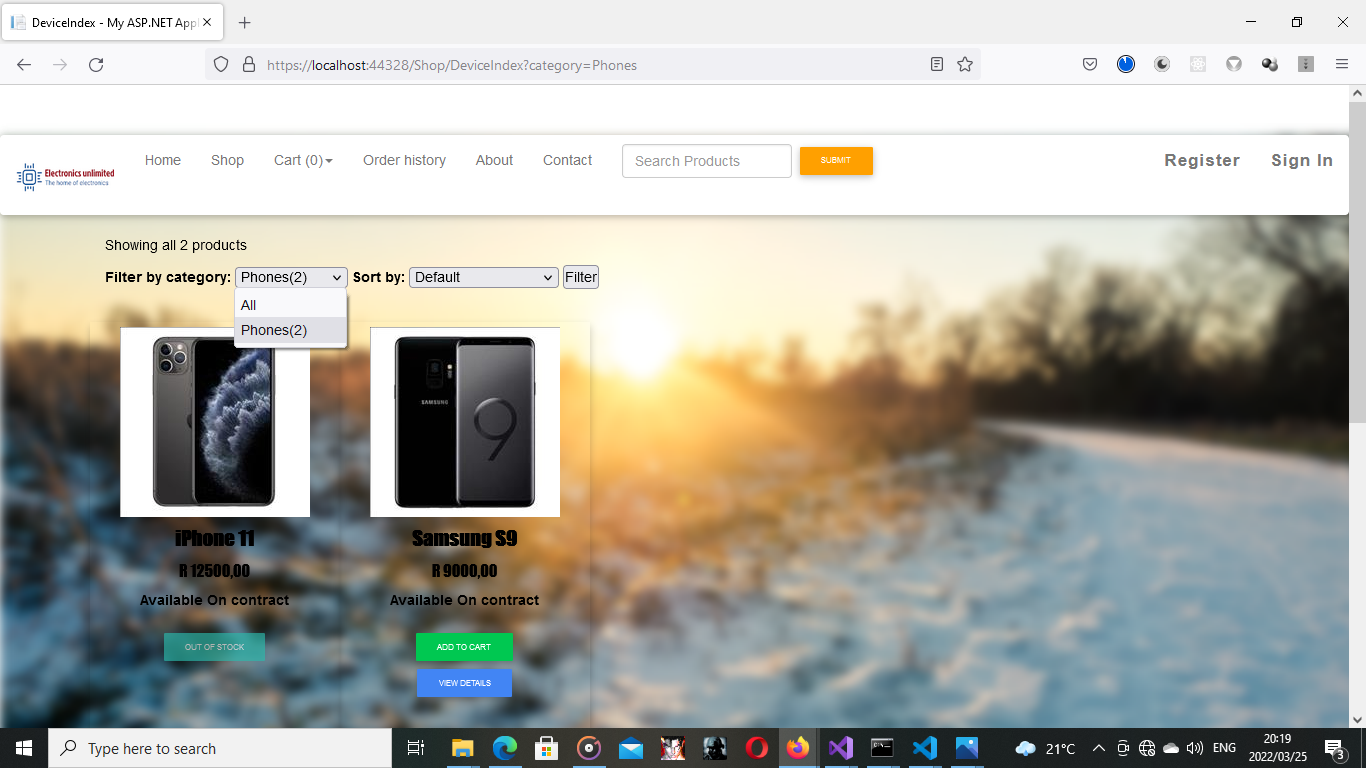 DeviceIndex - My ASP.NET Appl
https://localhost:44328/Shop/DeviceIndex?category=Phones
Electronics unlimited
The home of electronics
Home Shop Cart (0) Order history About Contact Search Products SUBMIT Register Sign In
Showing all 2 products
Filter by category: Phones(2) Sort by: Default Filter
All
Phones(2)
SAMSUNG
9
iPhone 11 Samsung S9
R 12500,00 R 9000,00
Available On contract Available On contract
OUT OF STOCK ADD TO CART
VIEW DETAILS
Type here to search 21°C ENG 20:19
2022/03/25 3